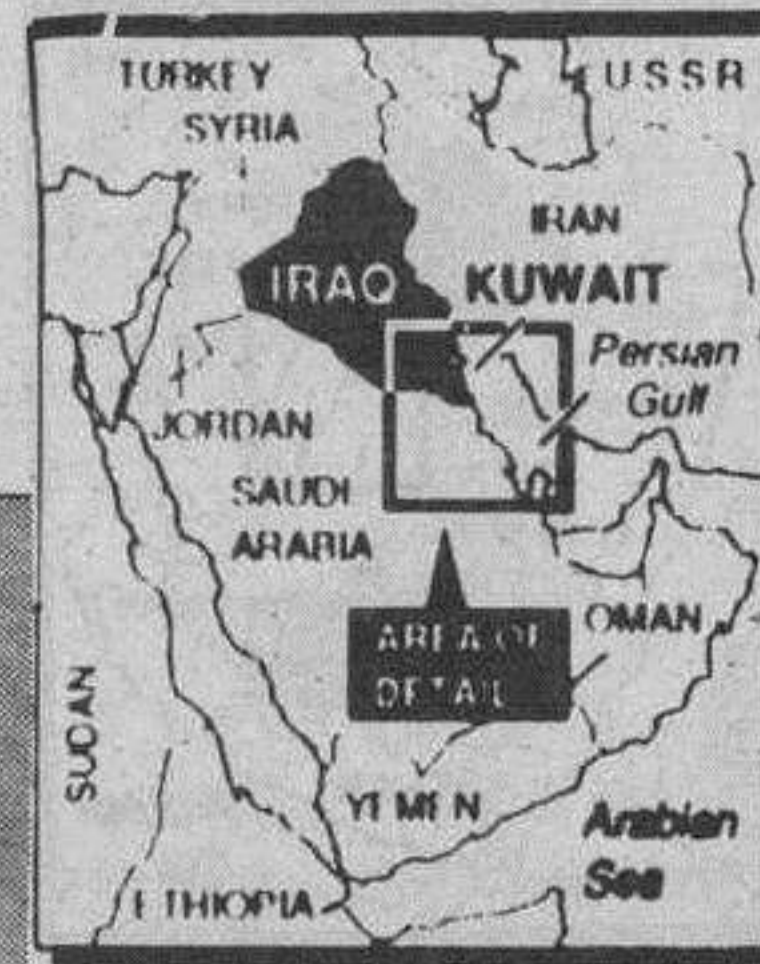 TURKEY
USSR
SYRIA
IRAN
IRAQ
KUWAIT
Persian
Gulf
JORDAN
SAUDI
ARABIA
AREA OF
DETAIL
OMAN
SUDAN
YEMEN
Arabian
Sea
ETHIOPIA